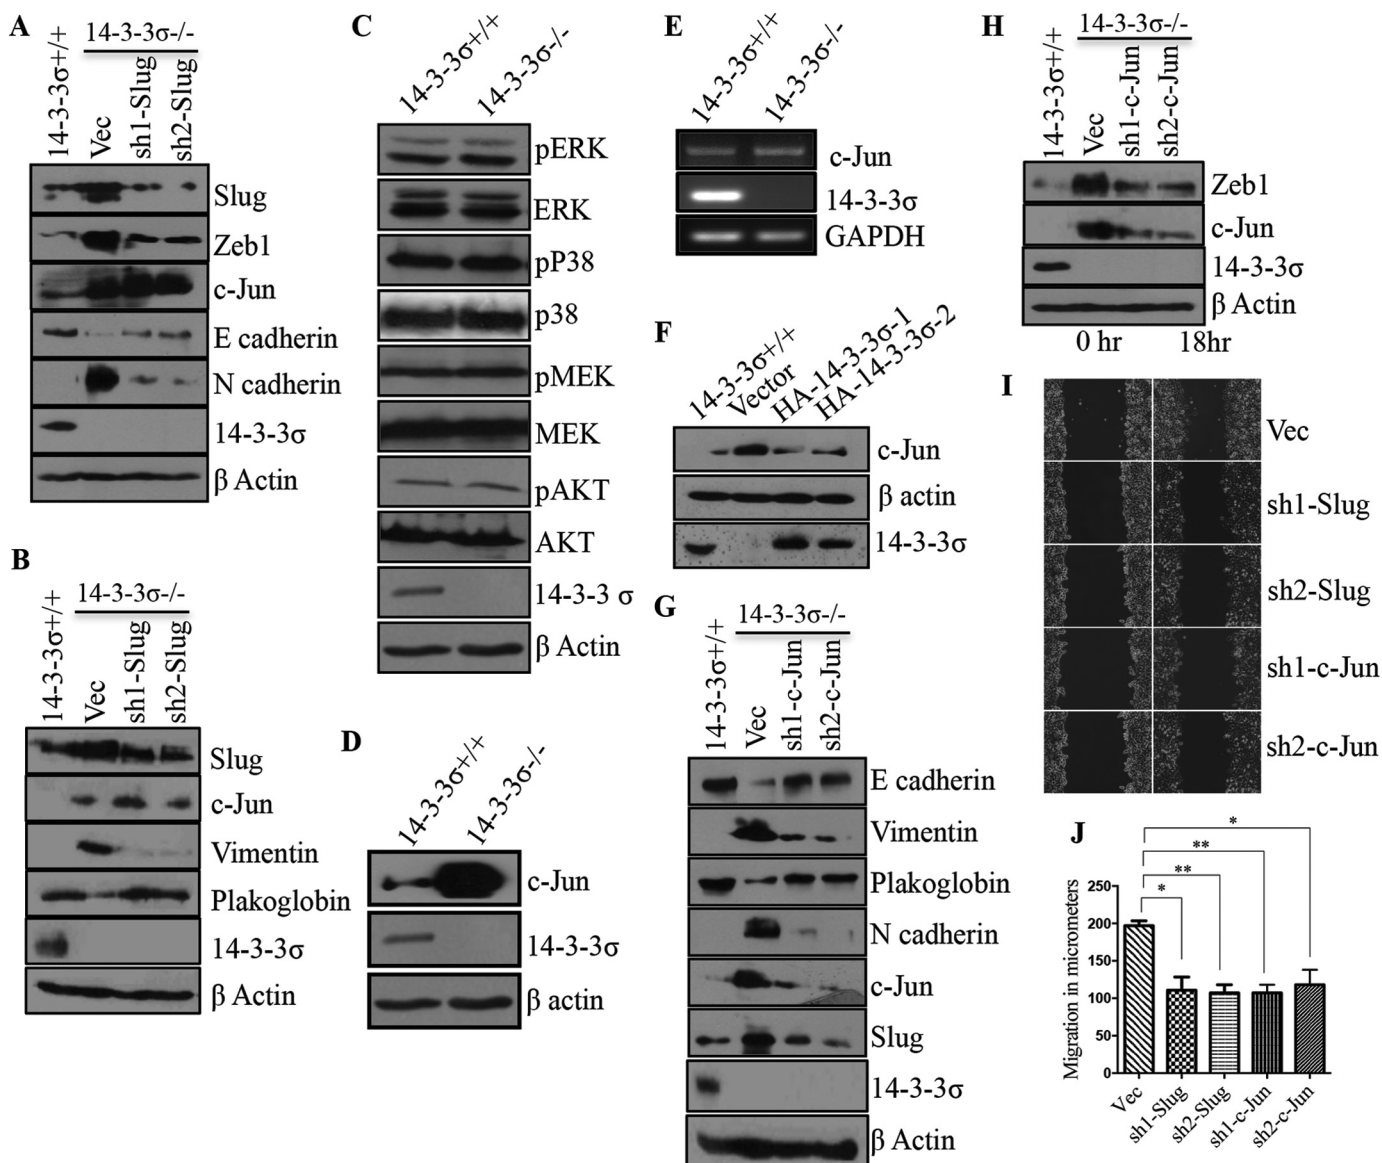 A
14-3-3σ-/-
14-3-3σ+/+
Vec
sh1-Slug
sh2-Slug
Slug
Zeb1
c-Jun
E cadherin
N cadherin
14-3-3σ
β Actin
B
14-3-3σ-/-
14-3-3σ+/+
Vec
sh1-Slug
sh2-Slug
Slug
c-Jun
Vimentin
Plakoglobin
14-3-3σ
β Actin
C
14-3-3σ+/+
14-3-3σ-/-
pERK
ERK
pP38
p38
pMEK
MEK
pAKT
AKT
14-3-3 σ
β Actin
D
14-3-3σ+/+
14-3-3σ-/-
c-Jun
14-3-3σ
β actin
E
14-3-3σ+/+
14-3-3σ-/-
c-Jun
14-3-3σ
GAPDH
F
14-3-3σ+/+
Vector
HA-14-3-3σ-1
HA-14-3-3σ-2
c-Jun
β actin
14-3-3σ
G
14-3-3σ-/-
14-3-3σ+/+
Vec
sh1-c-Jun
sh2-c-Jun
E cadherin
Vimentin
Plakoglobin
N cadherin
c-Jun
Slug
14-3-3σ
β Actin
H
14-3-3σ-/-
14-3-3σ+/+
Vec
sh1-c-Jun
sh2-c-Jun
Zeb1
c-Jun
14-3-3σ
β Actin
I
0 hr 18hr
Vec
sh1-Slug
sh2-Slug
sh1-c-Jun
sh2-c-Jun
J
*
**
**
*
Migration in micrometers
250
200
150
100
50
0
Vec
sh1-Slug
sh2-Slug
sh1-c-Jun
sh2-c-Jun